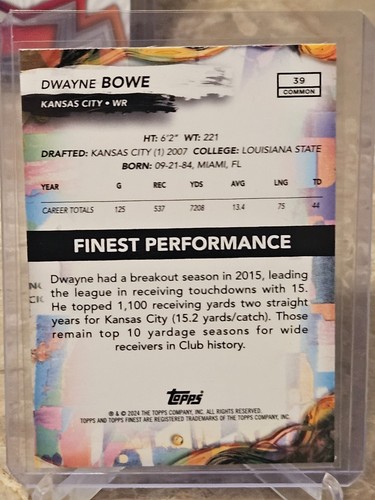 DWAYNE BOWE
39
COMMON
KANSAS CITY • WR
HT: 6'2" WT: 221
DRAFTED: KANSAS CITY (1) 2007 COLLEGE: LOUISIANA STATE
BORN: 09-21-84, MIAMI, FL
YEAR G REC YDS AVG LNG TD
CAREER TOTALS 125 537 7208 13.4 75 44
FINEST PERFORMANCE
Dwayne had a breakout season in 2015, leading
the league in receiving touchdowns with 15.
He topped 1,100 receiving yards two straight
years for Kansas City (15.2 yards/catch). Those
remain top 10 yardage seasons for wide
receivers in Club history.
Topps
® & © 2024 THE TOPPS COMPANY, INC. ALL RIGHTS RESERVED.
TOPPS AND TOPPS FINEST ARE REGISTERED TRADEMARKS OF THE TOPPS COMPANY, INC.